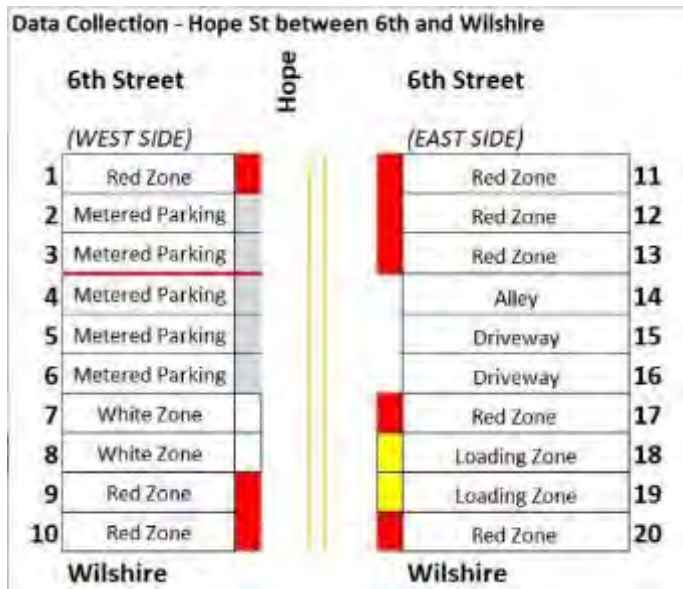 Data Collection - Hope St between 6th and Wilshire
6th Street Hope 6th Street
(WEST SIDE) (EAST SIDE)
1 Red Zone Red Zone 11
2 Metered Parking Red Zone 12
3 Metered Parking Red Zone 13
4 Metered Parking Alley 14
5 Metered Parking Driveway 15
6 Metered Parking Driveway 16
7 White Zone Red Zone 17
8 White Zone Loading Zone 18
9 Red Zone Loading Zone 19
10 Red Zone Red Zone 20
Wilshire Wilshire